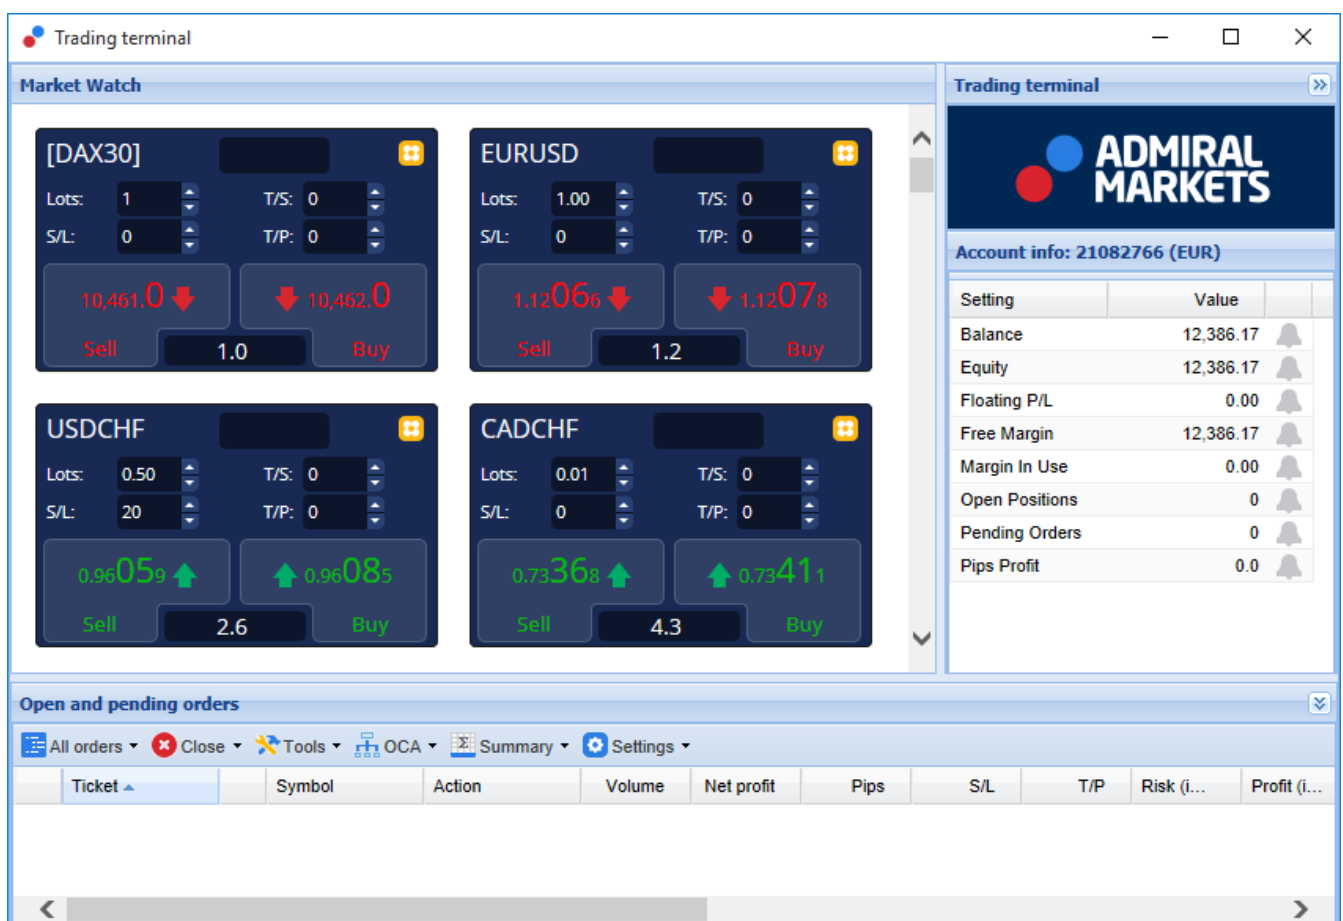 Trading terminal
Market Watch
[DAX30]
Lots: 1 T/S: 0
S/L: 0 T/P: 0
10,461.0 10,462.0
Sell 1.0 Buy
EURUSD
Lots: 1.00 T/S: 0
S/L: 0 T/P: 0
1.12066 1.12078
Sell 1.2 Buy
USDCHF
Lots: 0.50 T/S: 0
S/L: 20 T/P: 0
0.96059 0.96085
Sell 2.6 Buy
CADCHF
Lots: 0.01 T/S: 0
S/L: 0 T/P: 0
0.73368 0.73411
Sell 4.3 Buy
Trading terminal
ADMIRAL
MARKETS
Account info: 21082766 (EUR)
Setting Value
Balance 12,386.17
Equity 12,386.17
Floating P/L 0.00
Free Margin 12,386.17
Margin In Use 0.00
Open Positions 0
Pending Orders 0
Pips Profit 0.0
Open and pending orders
All orders Close Tools OCA Summary Settings
Ticket Symbol Action Volume Net profit Pips S/L T/P Risk (i... Profit (i...